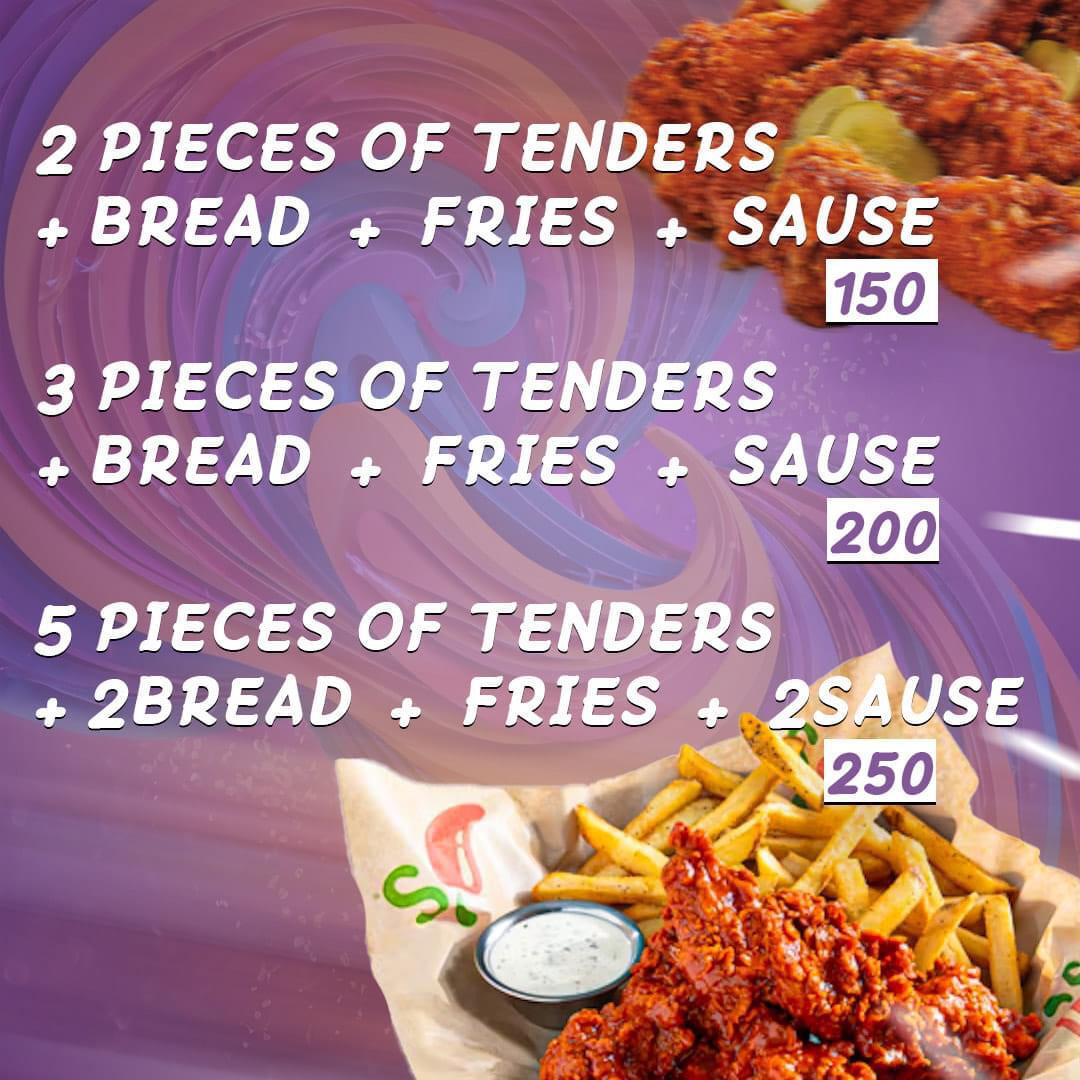 2 PIECES OF TENDERS
+ BREAD + FRIES + SAUSE
150
3 PIECES OF TENDERS
+ BREAD + FRIES + SAUSE
200
5 PIECES OF TENDERS
+ 2BREAD + FRIES + 2SAUSE
250